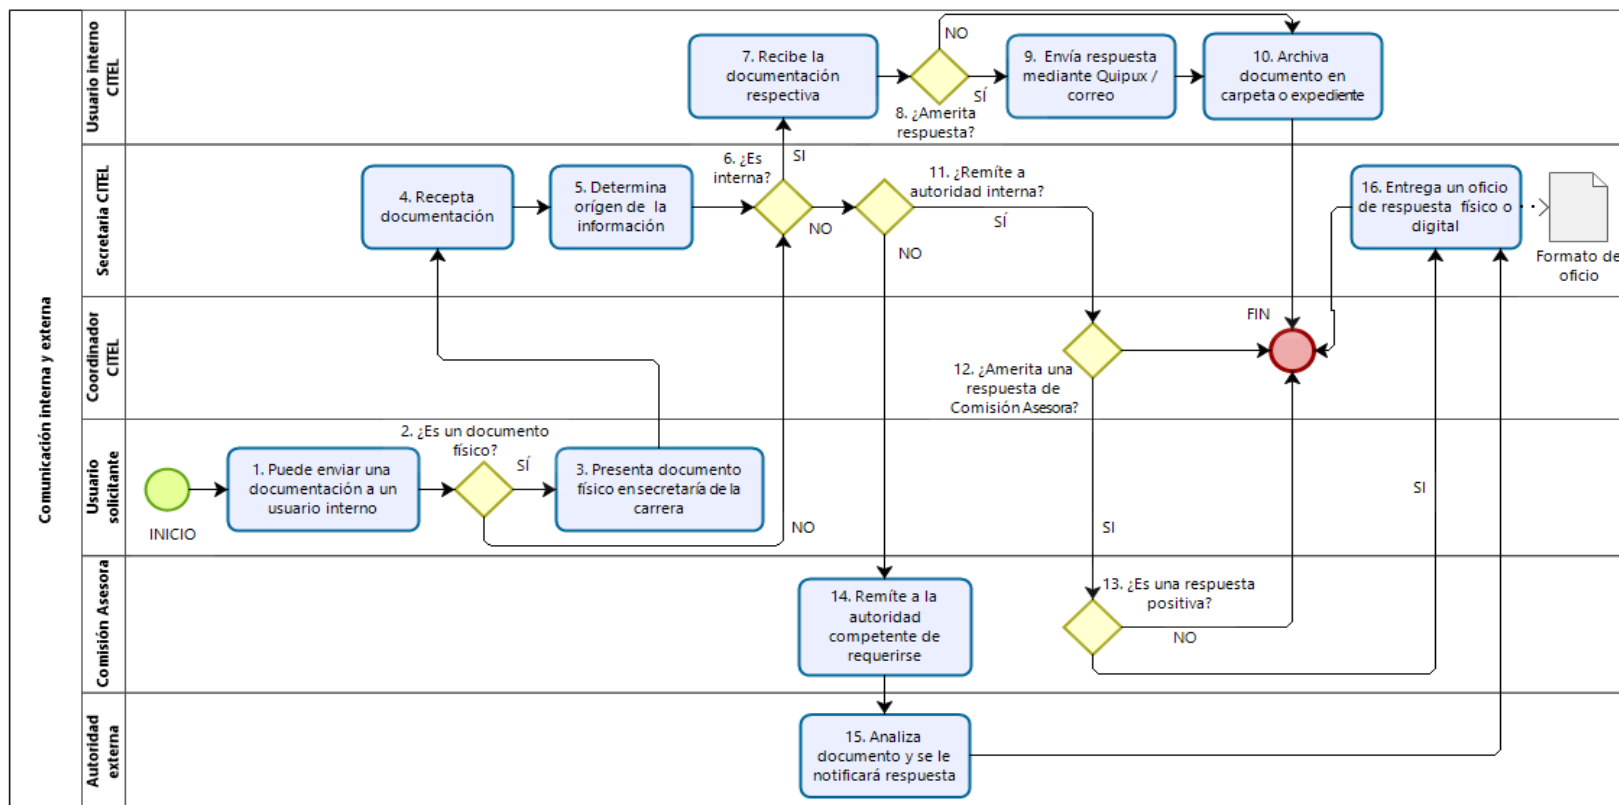 Comunicación interna y externa
Usuario interno
CITEL
7. Recibe la
documentación
respectiva
NO
SÍ
8. ¿Amerita
respuesta?
9. Envía respuesta
mediante Quipux /
correo
10. Archiva
documento en
carpeta o expediente
Secretaría CITEL
4. Recepta
documentación
5. Determina
orígen de la
información
6. ¿Es
interna?
SI
NO
11. ¿Remíte a
autoridad interna?
SÍ
NO
16. Entrega un oficio
de respuesta físico o
digital
Formato de
oficio
Coordinador
CITEL
12. ¿Amerita una
respuesta de
Comisión Asesora?
FIN
Usuario
solicitante
INICIO
1. Puede enviar una
documentación a un
usuario interno
2. ¿Es un documento
físico?
SÍ
3. Presenta documento
físico en secretaría de la
carrera
NO
SI
SI
Comisión Asesora
14. Remíte a la
autoridad
competente de
requerirse
13. ¿Es una respuesta
positiva?
NO
Autoridad
externa
15. Analiza
documento y se le
notificará respuesta